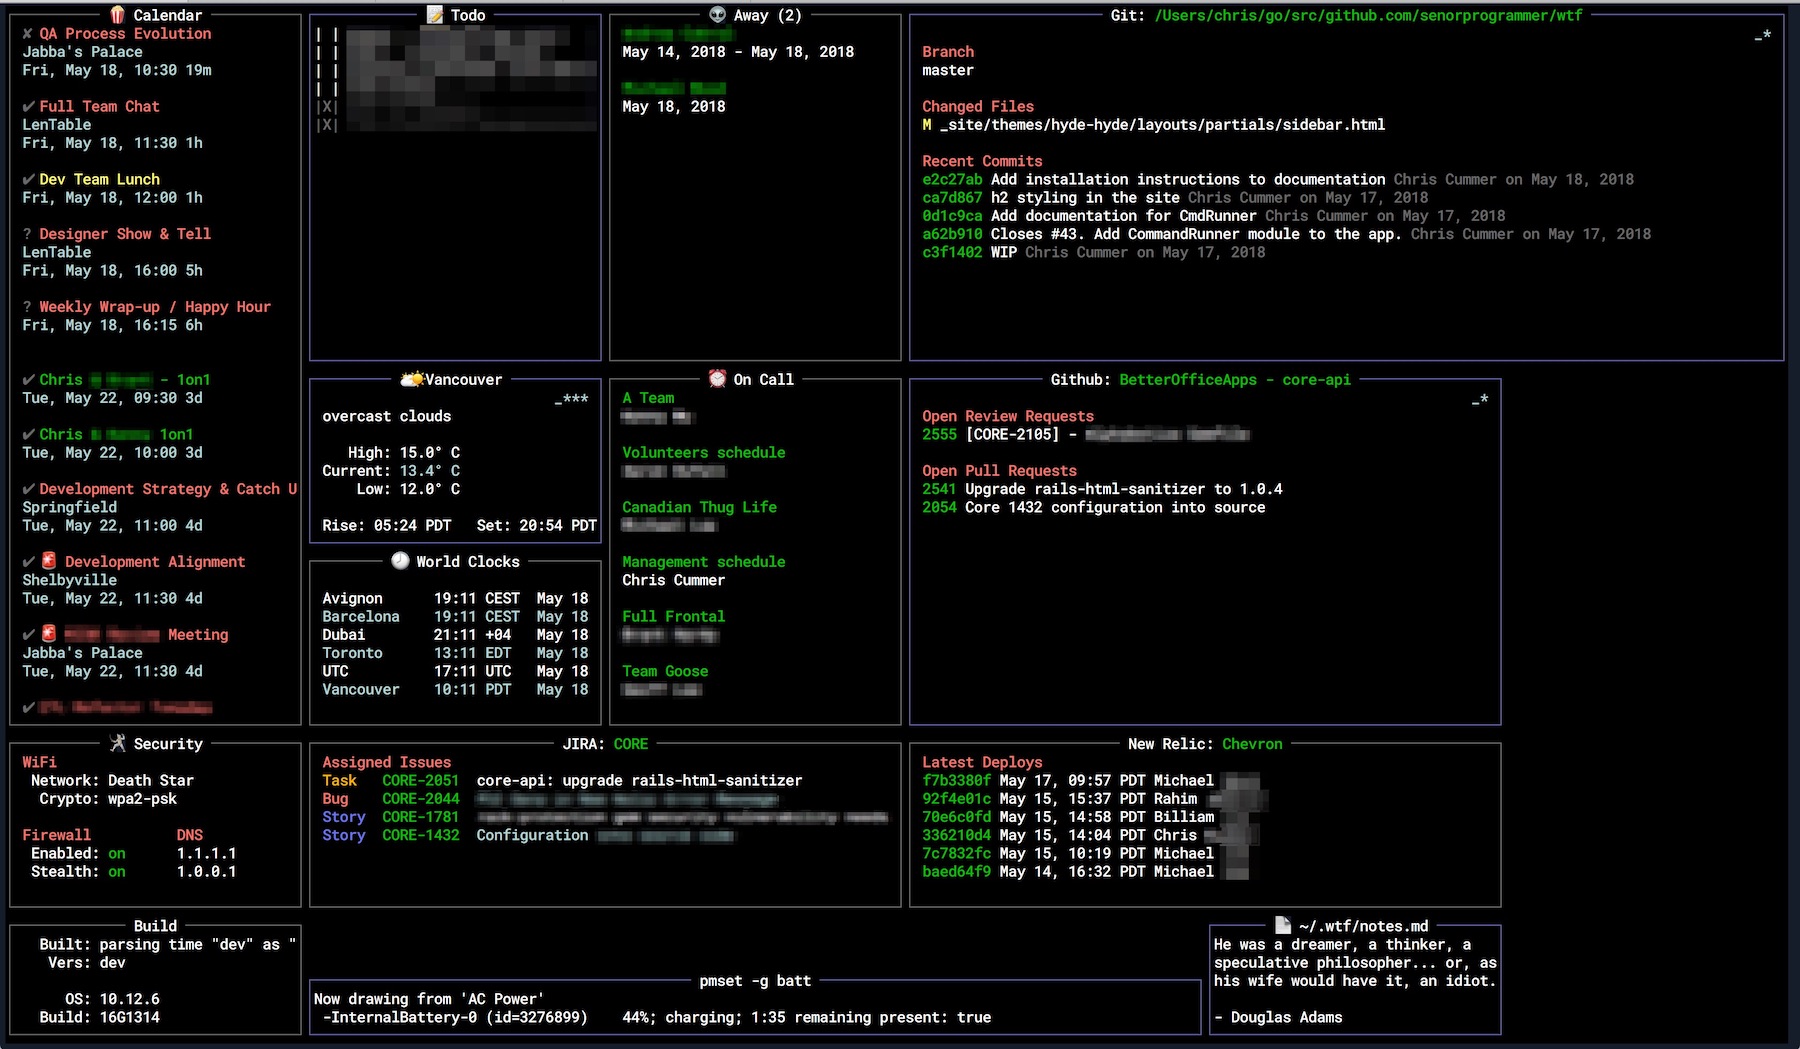 Calendar
✘ QA Process Evolution
Jabba's Palace
Fri, May 18, 10:30 19m
✔ Full Team Chat
LenTable
Fri, May 18, 11:30 1h
✔ Dev Team Lunch
Fri, May 18, 12:00 1h
? Designer Show & Tell
LenTable
Fri, May 18, 16:00 5h
? Weekly Wrap-up / Happy Hour
Fri, May 18, 16:15 6h
✔ Chris - 1on1
Tue, May 22, 09:30 3d
✔ Chris 1on1
Tue, May 22, 10:00 3d
✔ Development Strategy & Catch U
Springfield
Tue, May 22, 11:00 4d
✔ Development Alignment
Shelbyville
Tue, May 22, 11:30 4d
✔ Meeting
Jabba's Palace
Tue, May 22, 11:30 4d
✔
Todo
| |
| |
| |
| |
|X|
|X|
Away (2)
May 14, 2018 - May 18, 2018
May 18, 2018
Git: /Users/chris/go/src/github.com/senorprogrammer/wtf
_*
Branch
master
Changed Files
M _site/themes/hyde-hyde/layouts/partials/sidebar.html
Recent Commits
e2c27ab Add installation instructions to documentation Chris Cummer on May 18, 2018
ca7d867 h2 styling in the site Chris Cummer on May 17, 2018
0d1c9ca Add documentation for CmdRunner Chris Cummer on May 17, 2018
a62b910 Closes #43. Add CommandRunner module to the app. Chris Cummer on May 17, 2018
c3f1402 WIP Chris Cummer on May 17, 2018
Vancouver
_***
overcast clouds
High: 15.0° C
Current: 13.4° C
Low: 12.0° C
Rise: 05:24 PDT Set: 20:54 PDT
World Clocks
Avignon 19:11 CEST May 18
Barcelona 19:11 CEST May 18
Dubai 21:11 +04 May 18
Toronto 13:11 EDT May 18
UTC 17:11 UTC May 18
Vancouver 10:11 PDT May 18
On Call
A Team
Volunteers schedule
Canadian Thug Life
Management schedule
Chris Cummer
Full Frontal
Team Goose
Github: BetterOfficeApps - core-api
_*
Open Review Requests
2555 [CORE-2105] -
Open Pull Requests
2541 Upgrade rails-html-sanitizer to 1.0.4
2054 Core 1432 configuration into source
Security
WiFi
Network: Death Star
Crypto: wpa2-psk
Firewall DNS
Enabled: on 1.1.1.1
Stealth: on 1.0.0.1
JIRA: CORE
Assigned Issues
Task CORE-2051 core-api: upgrade rails-html-sanitizer
Bug CORE-2044
Story CORE-1781
Story CORE-1432 Configuration
New Relic: Chevron
Latest Deploys
f7b3380f May 17, 09:57 PDT Michael
92f4e01c May 15, 15:37 PDT Rahim
70e6c0fd May 15, 14:58 PDT Billiam
336210d4 May 15, 14:04 PDT Chris
7c7832fc May 15, 10:19 PDT Michael
baed64f9 May 14, 16:32 PDT Michael
Build
Built: parsing time "dev" as "
Vers: dev
OS: 10.12.6
Build: 16G1314
pmset -g batt
Now drawing from 'AC Power'
-InternalBattery-0 (id=3276899) 44%; charging; 1:35 remaining present: true
~/.wtf/notes.md
He was a dreamer, a thinker, a
speculative philosopher... or, as
his wife would have it, an idiot.
- Douglas Adams